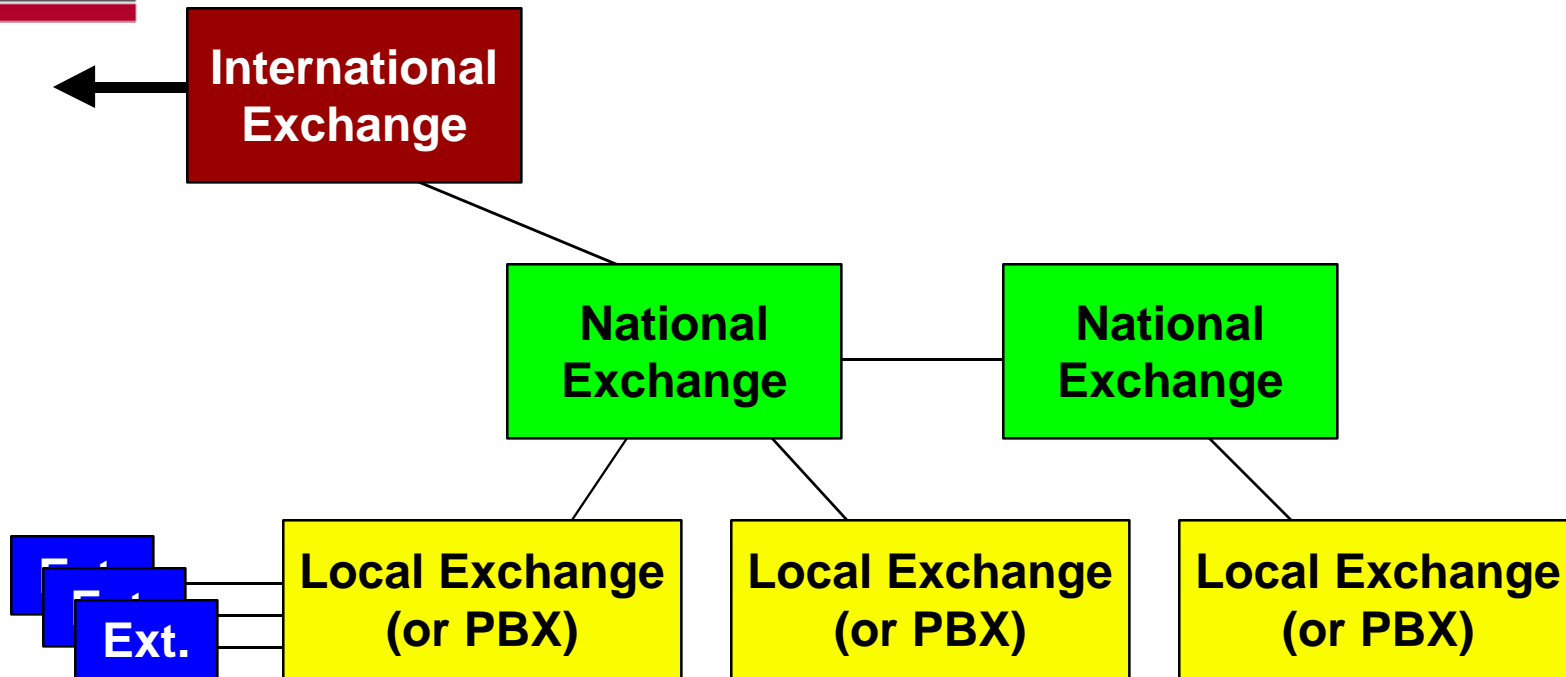 International
Exchange
National
Exchange
National
Exchange
Local Exchange
(or PBX)
Local Exchange
(or PBX)
Local Exchange
(or PBX)
Ext.